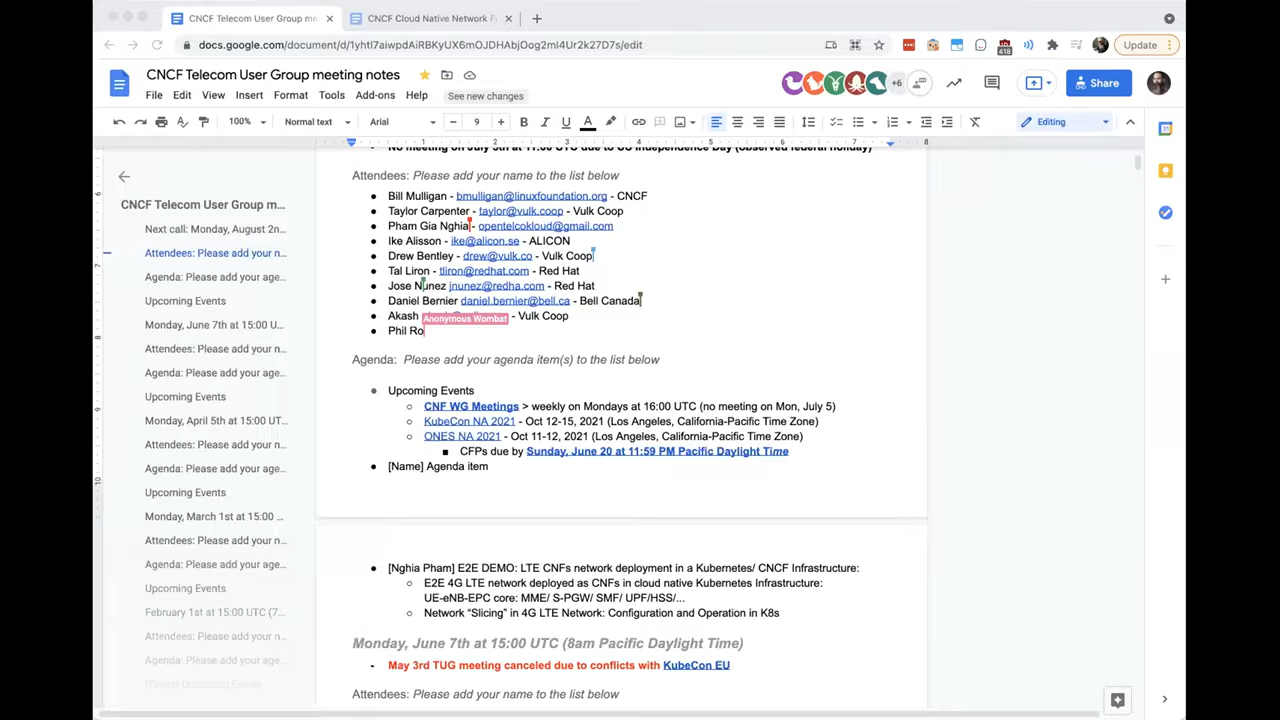 CNCF Telecom User Group me
CNCF Cloud Native Network F
docs.google.com/document/d/1yhtI7aiwpdAiRBKyUX6mOJDHAbjOog2mI4Ur2k27D7s/edit
418
Update
CNCF Telecom User Group meeting notes
File Edit View Insert Format Add-ons Help See new changes
+6
Share
100% Normal text Arial 9 B I U A Editing
1 2 3 4 5 6 7 8
No meeting on July 5th at 11:00 UTC due to US Independence Day (observed federal holiday)
CNCF Telecom User Group m...
Next call: Monday, August 2n...
Attendees: Please add your n...
Agenda: Please add your age...
Upcoming Events
Monday, June 7th at 15:00 U...
Attendees: Please add your n...
Agenda: Please add your age...
Upcoming Events
Monday, April 5th at 15:00 UT...
Attendees: Please add your n...
Agenda: Please add your age...
Upcoming Events
Monday, March 1st at 15:00 ...
Attendees: Please add your n...
Agenda: Please add your age...
Upcoming Events
February 1st at 15:00 UTC (7...
Attendees: Please add your n...
Agenda: Please add your age...
Attendees: Please add your name to the list below
● Bill Mulligan - bmulligan@linuxfoundation.org - CNCF
● Taylor Carpenter - taylor@vulk.coop - Vulk Coop
● Pham Gia Nghia - opentelcokloud@gmail.com
● Ike Alisson - ike@alicon.se - ALICON
● Drew Bentley - drew@vulk.co - Vulk Coop
● Tal Liron - tliron@redhat.com - Red Hat
● Jose Nunez jnunez@redha.com - Red Hat
● Daniel Bernier daniel.bernier@bell.ca - Bell Canada
● Akash - Vulk Coop
Anonymous Wombat
● Phil Ro
Agenda: Please add your agenda item(s) to the list below
● Upcoming Events
○ CNF WG Meetings > weekly on Mondays at 16:00 UTC (no meeting on Mon, July 5)
○ KubeCon NA 2021 - Oct 12-15, 2021 (Los Angeles, California-Pacific Time Zone)
○ ONES NA 2021 - Oct 11-12, 2021 (Los Angeles, California-Pacific Time Zone)
■ CFPs due by Sunday, June 20 at 11:59 PM Pacific Daylight Time
● [Name] Agenda item
● [Nghia Pham] E2E DEMO: LTE CNFs network deployment in a Kubernetes/ CNCF Infrastructure:
○ E2E 4G LTE network deployed as CNFs in cloud native Kubernetes Infrastructure:
UE-eNB-EPC core: MME/ S-PGW/ SMF/ UPF/HSS/...
○ Network “Slicing” in 4G LTE Network: Configuration and Operation in K8s
Monday, June 7th at 15:00 UTC (8am Pacific Daylight Time)
- May 3rd TUG meeting canceled due to conflicts with KubeCon EU
Attendees: Please add your name to the list below